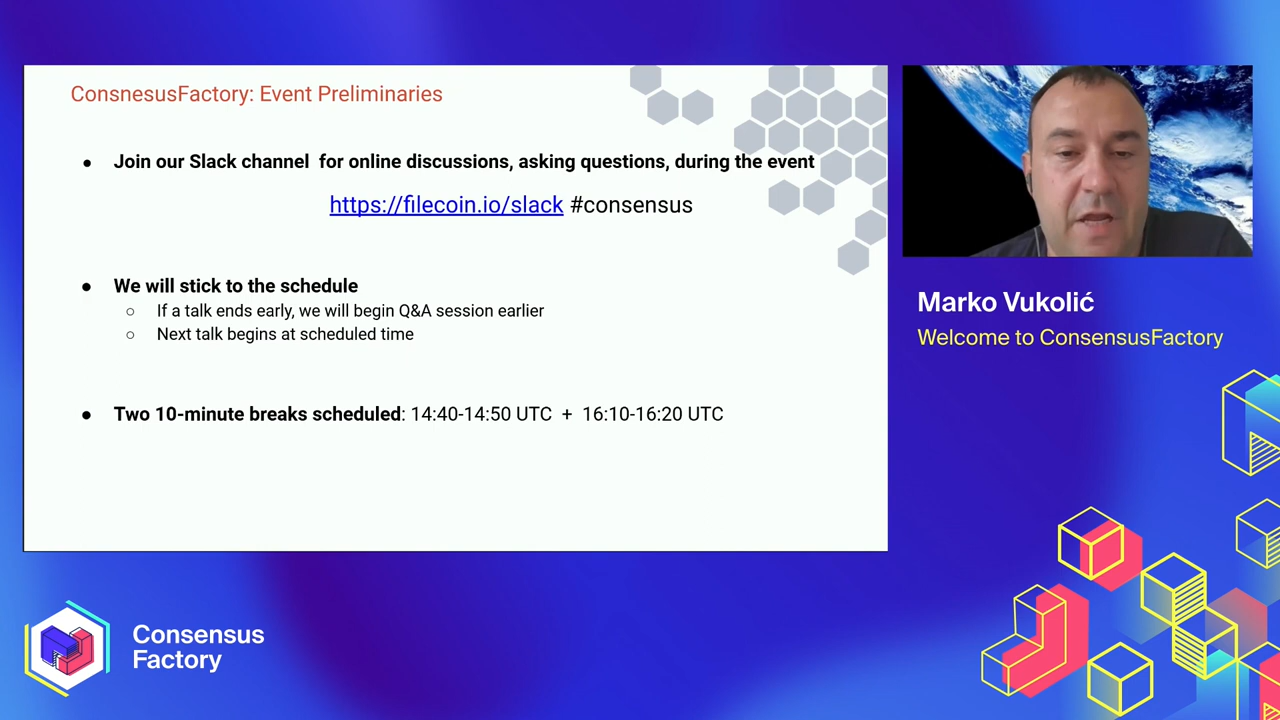 ConsnesusFactory: Event Preliminaries
● Join our Slack channel for online discussions, asking questions, during the event
https://filecoin.io/slack #consensus
● We will stick to the schedule
○ If a talk ends early, we will begin Q&A session earlier
○ Next talk begins at scheduled time
● Two 10-minute breaks scheduled: 14:40-14:50 UTC + 16:10-16:20 UTC
Marko Vukolić
Welcome to ConsensusFactory
Consensus
Factory